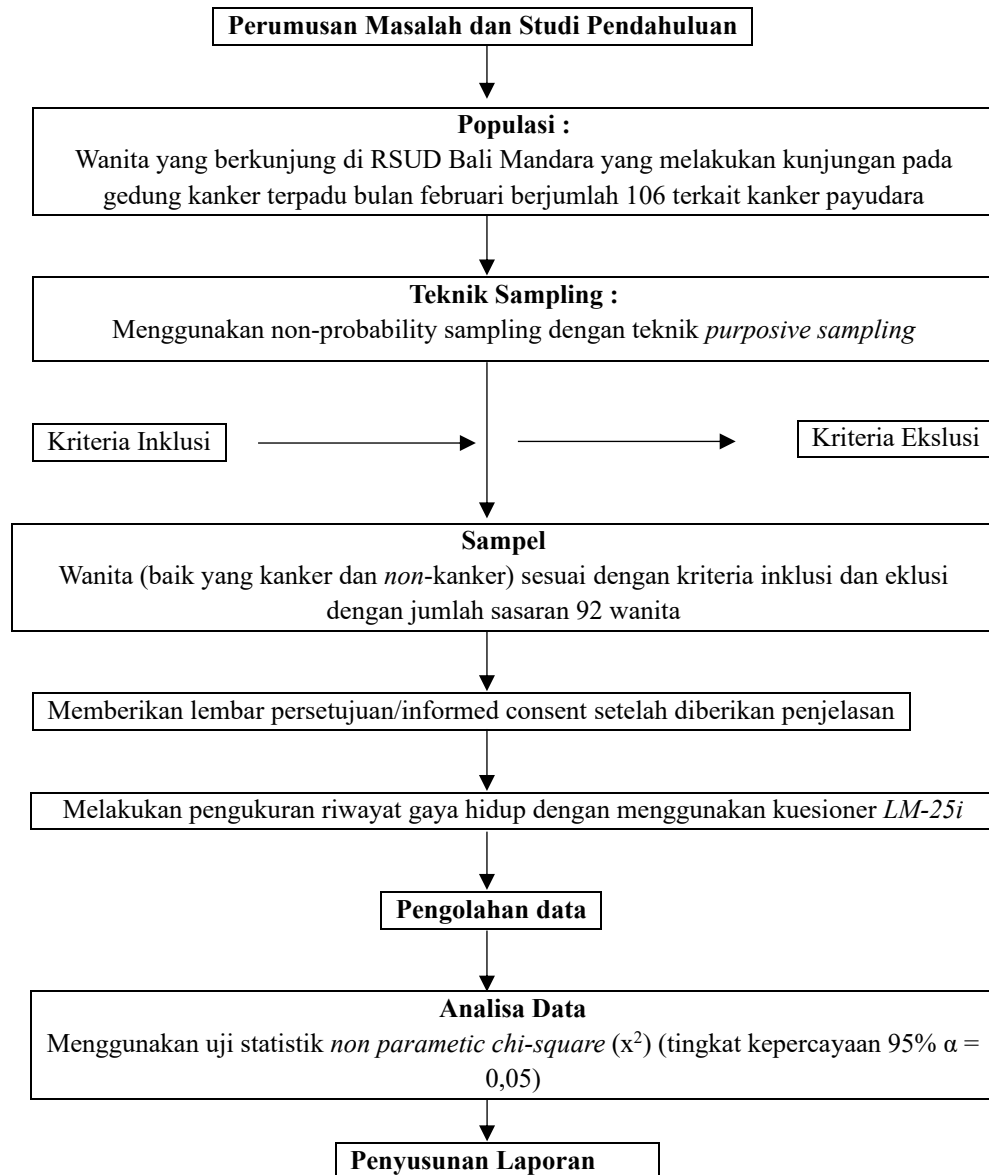 Perumusan Masalah dan Studi Pendahuluan
Populasi :
Wanita yang berkunjung di RSUD Bali Mandara yang melakukan kunjungan pada
gedung kanker terpadu bulan februari berjumlah 106 terkait kanker payudara
Teknik Sampling :
Menggunakan non-probability sampling dengan teknik purposive sampling
Kriteria Inklusi
Kriteria Ekslusi
Sampel
Wanita (baik yang kanker dan non-kanker) sesuai dengan kriteria inklusi dan eklusi
dengan jumlah sasaran 92 wanita
Memberikan lembar persetujuan/informed consent setelah diberikan penjelasan
Melakukan pengukuran riwayat gaya hidup dengan menggunakan kuesioner LM-25i
Pengolahan data
Analisa Data
Menggunakan uji statistik non parametic chi-square (x²) (tingkat kepercayaan 95% α =
0,05)
Penyusunan Laporan